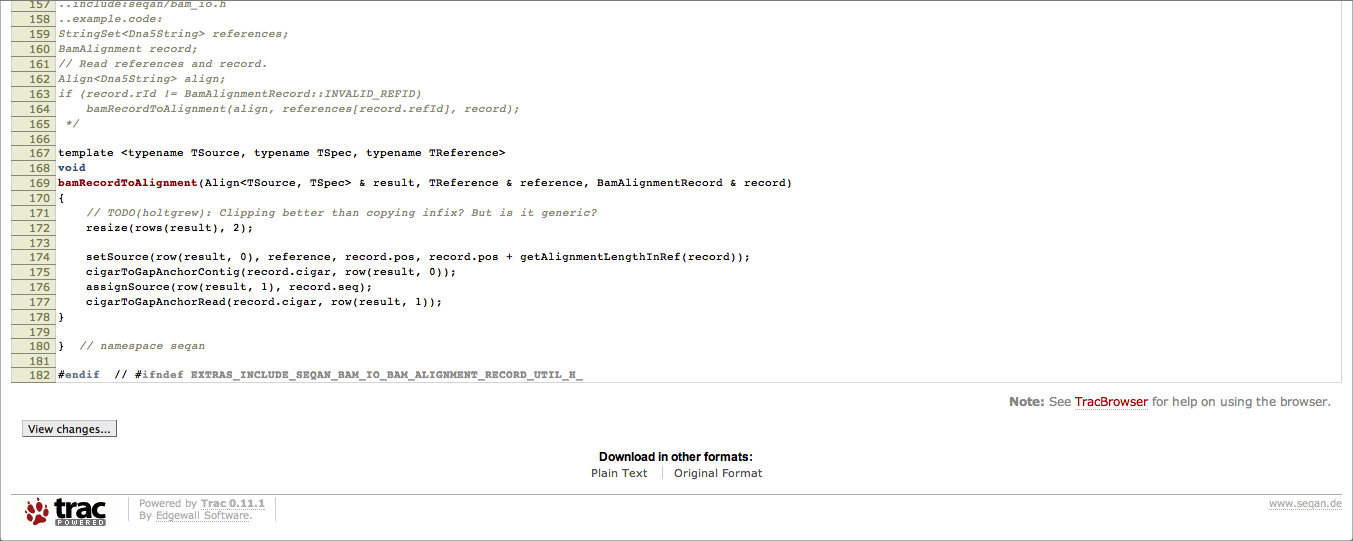 157 ..include:seqan/bam_io.h
158 ..example.code:
159 StringSet<Dna5String> references;
160 BamAlignment record;
161 // Read references and record.
162 Align<Dna5String> align;
163 if (record.rId != BamAlignmentRecord::INVALID_REFID)
164     bamRecordToAlignment(align, references[record.refId], record);
165  */
166
167 template <typename TSource, typename TSpec, typename TReference>
168 void
169 bamRecordToAlignment(Align<TSource, TSpec> & result, TReference & reference, BamAlignmentRecord & record)
170 {
171     // TODO(holtgrew): Clipping better than copying infix? But is it generic?
172     resize(rows(result), 2);
173
174     setSource(row(result, 0), reference, record.pos, record.pos + getAlignmentLengthInRef(record));
175     cigarToGapAnchorContig(record.cigar, row(result, 0));
176     assignSource(row(result, 1), record.seq);
177     cigarToGapAnchorRead(record.cigar, row(result, 1));
178 }
179
180 }  // namespace seqan
181
182 #endif  // #ifndef EXTRAS_INCLUDE_SEQAN_BAM_IO_BAM_ALIGNMENT_RECORD_UTIL_H_
Note: See TracBrowser for help on using the browser.
View changes...
Download in other formats:
Plain Text Original Format
trac POWERED
Powered by Trac 0.11.1
By Edgewall Software.
www.seqan.de